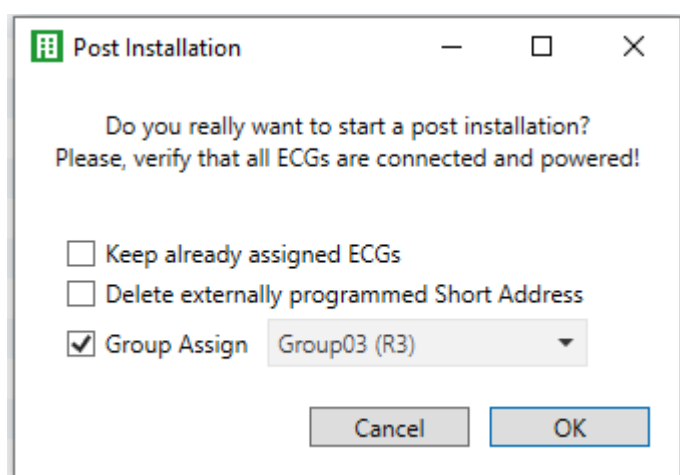 Post Installation
Do you really want to start a post installation?
Please, verify that all ECGs are connected and powered!
Keep already assigned ECGs
Delete externally programmed Short Address
Group Assign Group03 (R3)
Cancel OK